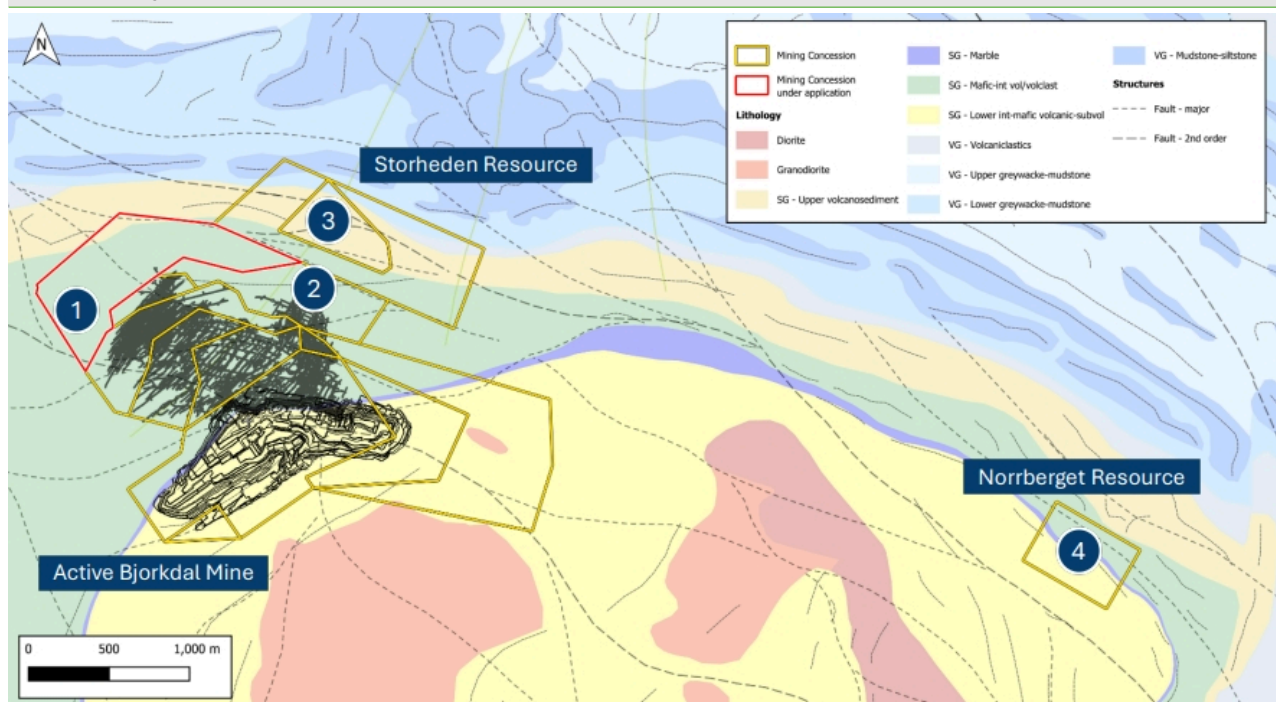 N
Mining Concession
Mining Concession
under application
Lithology
Diorite
Granodiorite
SG - Upper volcanosediment
SG - Marble
SG - Mafic-int vol/volclast
SG - Lower int-mafic volcanic-subvol
VG - Volcaniclastics
VG - Upper greywacke-mudstone
VG - Lower greywacke-mudstone
VG - Mudstone-siltstone
Structures
Fault - major
Fault - 2nd order
Storheden Resource
3
2
1
Norrberget Resource
4
Active Bjorkdal Mine
0 500 1,000 m